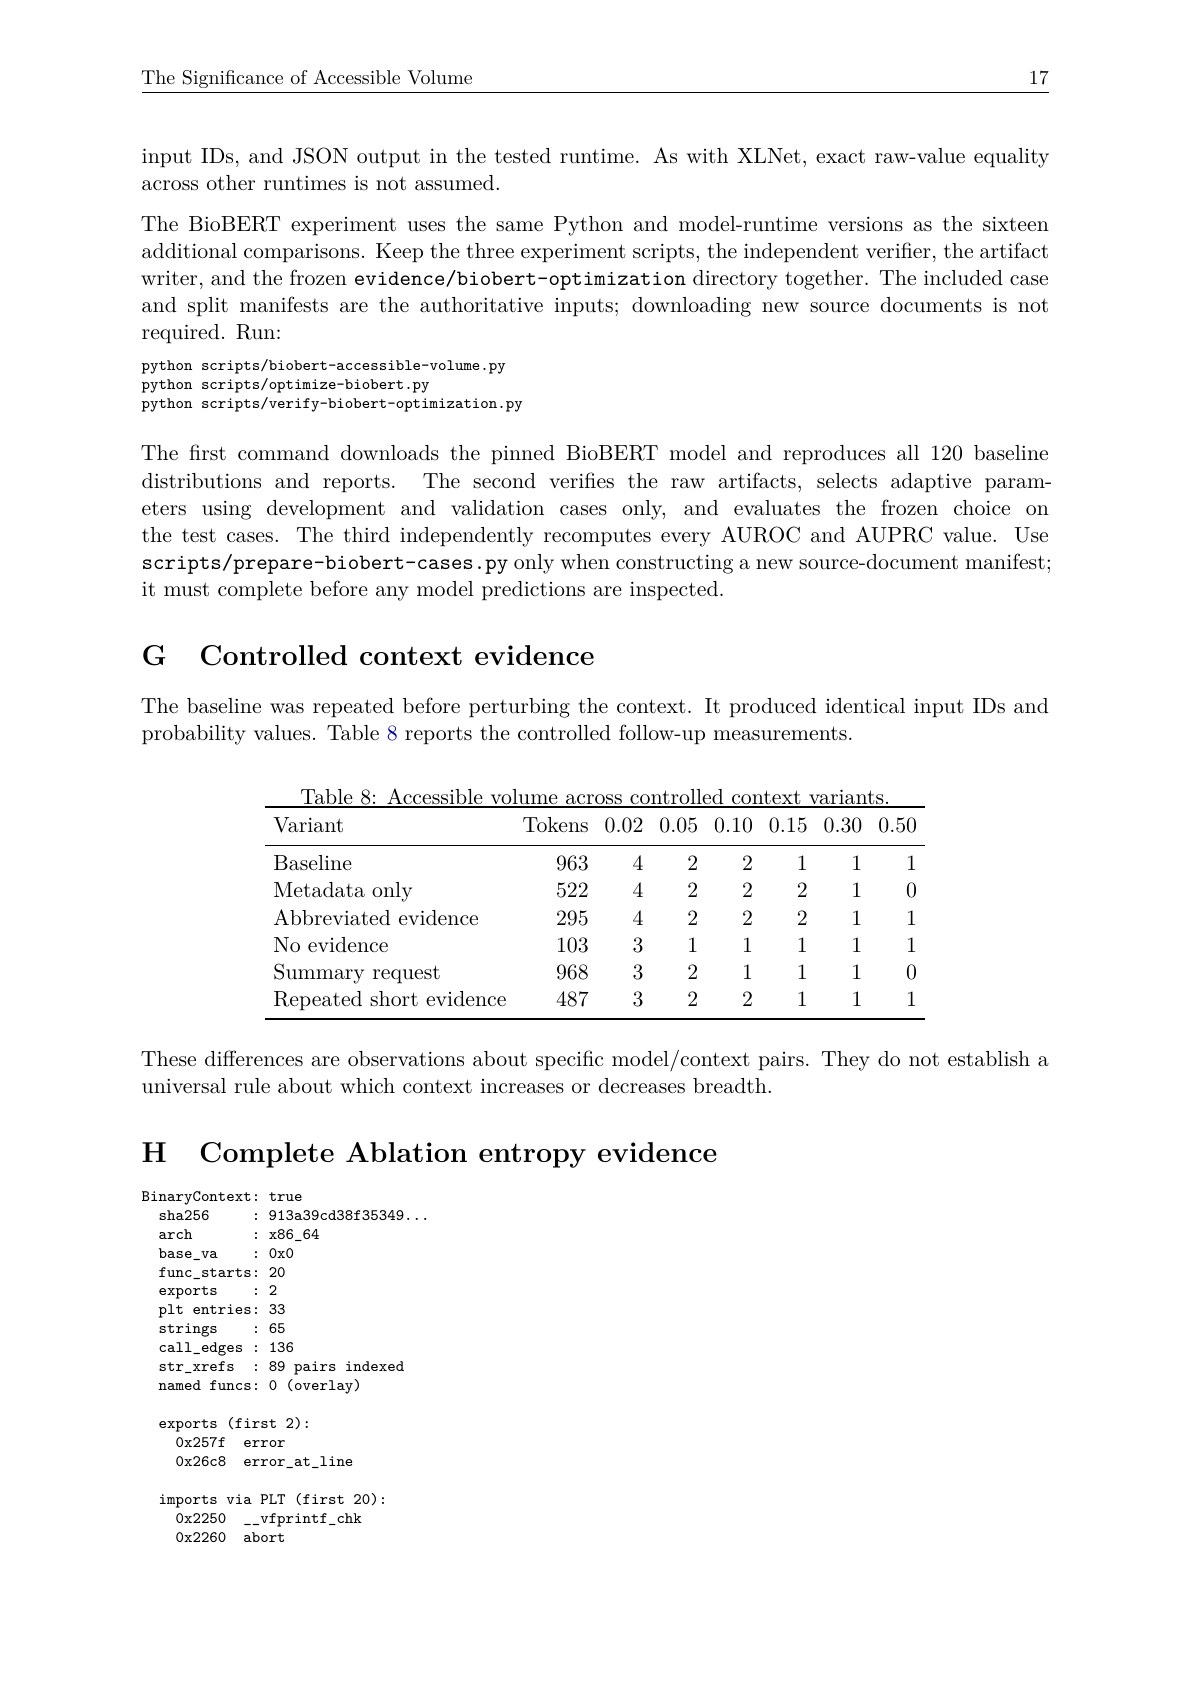 The Significance of Accessible Volume 17
input IDs, and JSON output in the tested runtime. As with XLNet, exact raw-value equality
across other runtimes is not assumed.
The BioBERT experiment uses the same Python and model-runtime versions as the sixteen
additional comparisons. Keep the three experiment scripts, the independent verifier, the artifact
writer, and the frozen evidence/biobert-optimization directory together. The included case
and split manifests are the authoritative inputs; downloading new source documents is not
required. Run:
python scripts/biobert-accessible-volume.py
python scripts/optimize-biobert.py
python scripts/verify-biobert-optimization.py
The first command downloads the pinned BioBERT model and reproduces all 120 baseline
distributions and reports. The second verifies the raw artifacts, selects adaptive param-
eters using development and validation cases only, and evaluates the frozen choice on
the test cases. The third independently recomputes every AUROC and AUPRC value. Use
scripts/prepare-biobert-cases.py only when constructing a new source-document manifest;
it must complete before any model predictions are inspected.
G Controlled context evidence
The baseline was repeated before perturbing the context. It produced identical input IDs and
probability values. Table 8 reports the controlled follow-up measurements.
Table 8: Accessible volume across controlled context variants.
Variant Tokens 0.02 0.05 0.10 0.15 0.30 0.50
Baseline 963 4 2 2 1 1 1
Metadata only 522 4 2 2 2 1 0
Abbreviated evidence 295 4 2 2 2 1 1
No evidence 103 3 1 1 1 1 1
Summary request 968 3 2 1 1 1 0
Repeated short evidence 487 3 2 2 1 1 1
These differences are observations about specific model/context pairs. They do not establish a
universal rule about which context increases or decreases breadth.
H Complete Ablation entropy evidence
BinaryContext: true
sha256 : 913a39cd38f35349...
arch : x86_64
base_va : 0x0
func_starts: 20
exports : 2
plt entries: 33
strings : 65
call_edges : 136
str_xrefs : 89 pairs indexed
named funcs: 0 (overlay)
exports (first 2):
0x257f error
0x26c8 error_at_line
imports via PLT (first 20):
0x2250 __vfprintf_chk
0x2260 abort